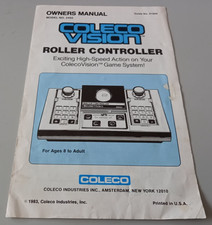 OWNERS MANUAL
COLECO
VISION
ROLLER CONTROLLER
Exciting High-Speed Action on Your
ColecoVision™ Game System!
For Ages 8 to Adult
COLECO
COLECO INDUSTRIES INC., AMSTERDAM, NEW YORK 12010
© 1983, Coleco Industries, Inc.
Printed in U.S.A.